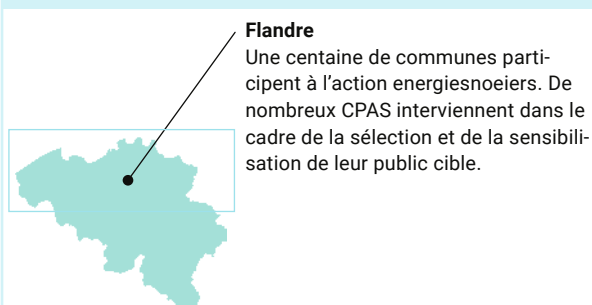 Flandre
Une centaine de communes parti-
cipent à l'action energiesnoeiers. De
nombreux CPAS interviennent dans le
cadre de la sélection et de la sensibili-
sation de leur public cible.